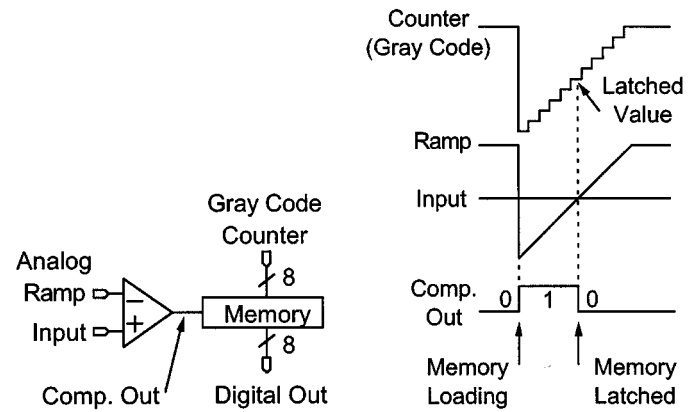 Gray Code
Counter
8
Analog
Ramp
Input
−
+
Memory
8
Comp. Out
Digital Out
Counter
(Gray Code)
Latched
Value
Ramp
Input
Comp.
Out
0
1
0
Memory
Loading
Memory
Latched